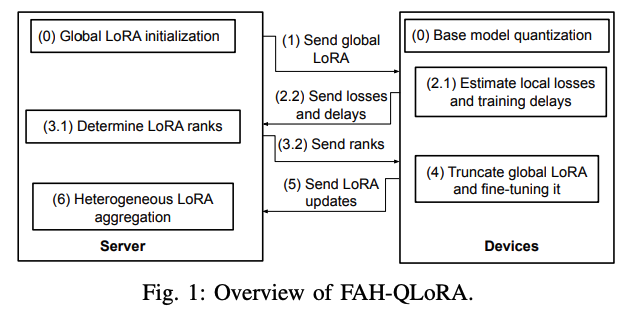 (0) Global LoRA initialization
(1) Send global
LoRA
(0) Base model quantization
(2.1) Estimate local losses
and training delays
(2.2) Send losses
and delays
(3.1) Determine LoRA ranks
(3.2) Send ranks
(4) Truncate global LoRA
and fine-tuning it
(5) Send LoRA
updates
(6) Heterogeneous LoRA
aggregation
Server
Devices
Fig. 1: Overview of FAH-QLoRA.